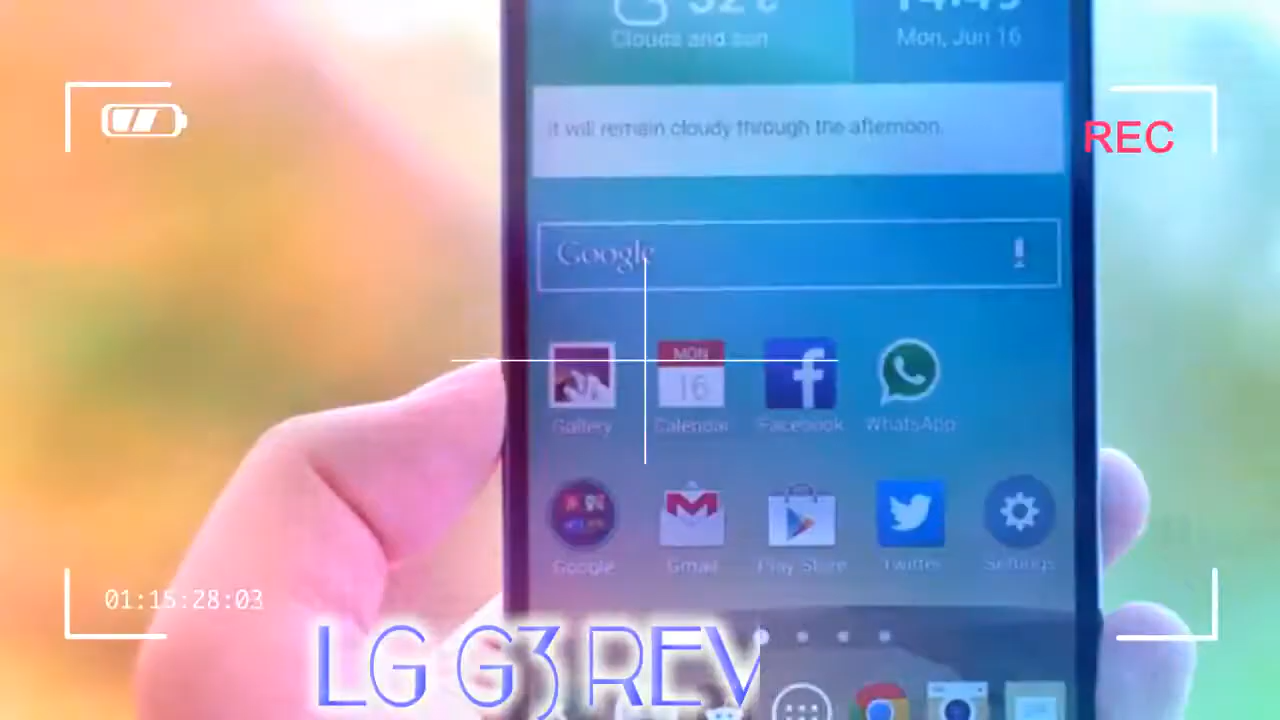 Clouds and sun
Mon, Jun 16
it will remain cloudy through the afternoon.
REC
Google
MON
16
Gallery
Calendar
Facebook
WhatsApp
Google
Gmail
Play Store
Twitter
Settings
01:15:28:03
LG G3 REV